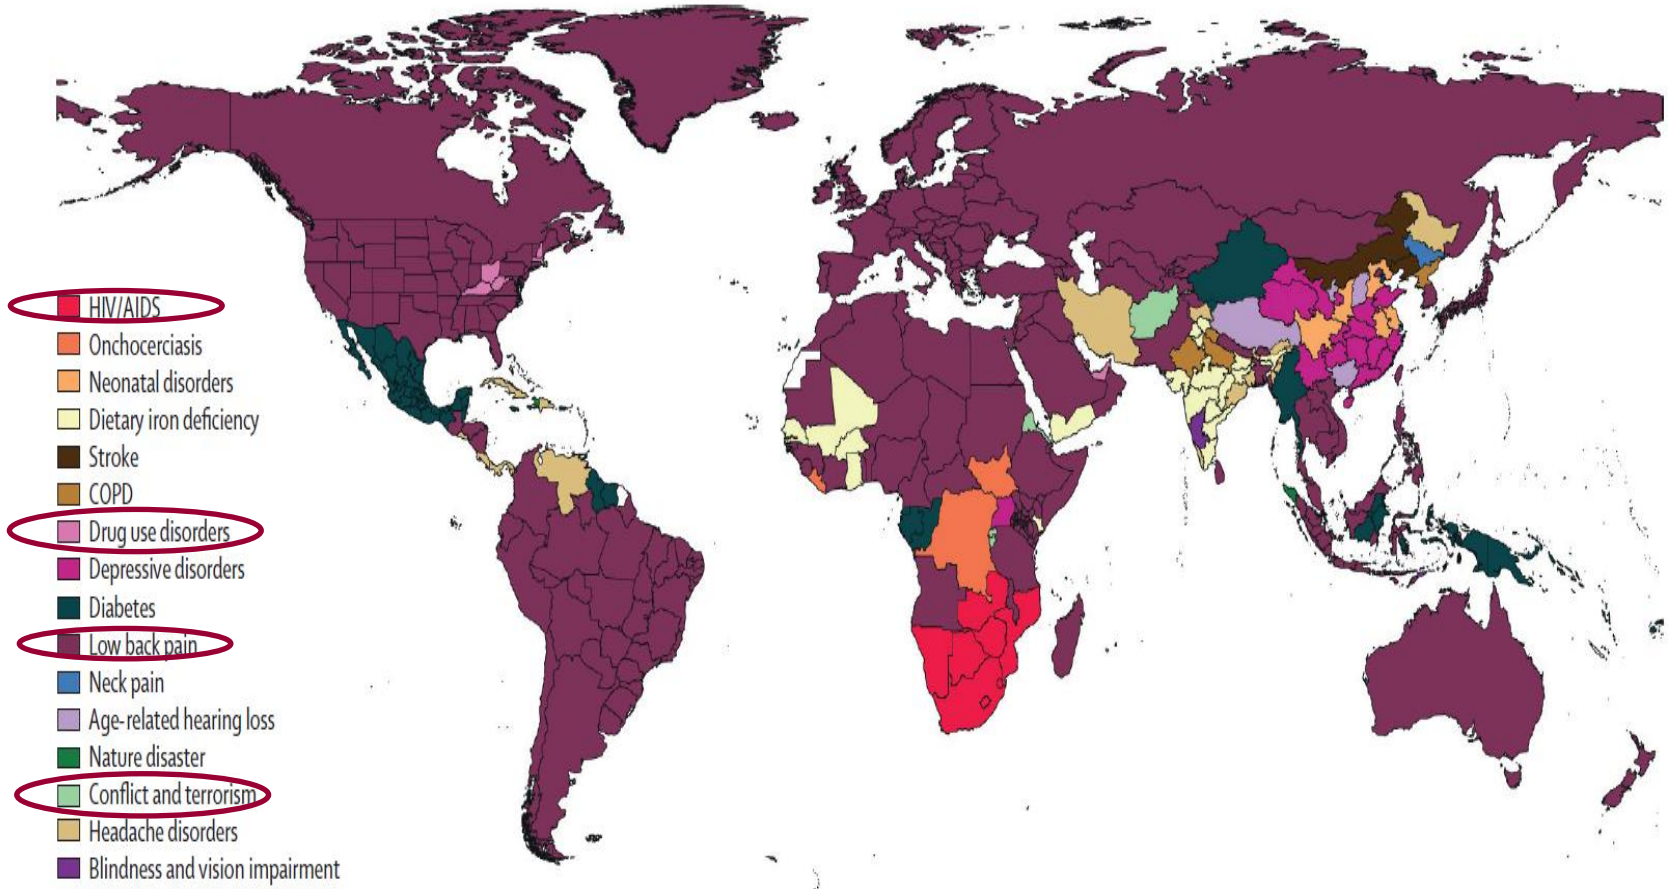 HIV/AIDS
Onchocerciasis
Neonatal disorders
Dietary iron deficiency
Stroke
COPD
Drug use disorders
Depressive disorders
Diabetes
Low back pain
Neck pain
Age-related hearing loss
Nature disaster
Conflict and terrorism
Headache disorders
Blindness and vision impairment